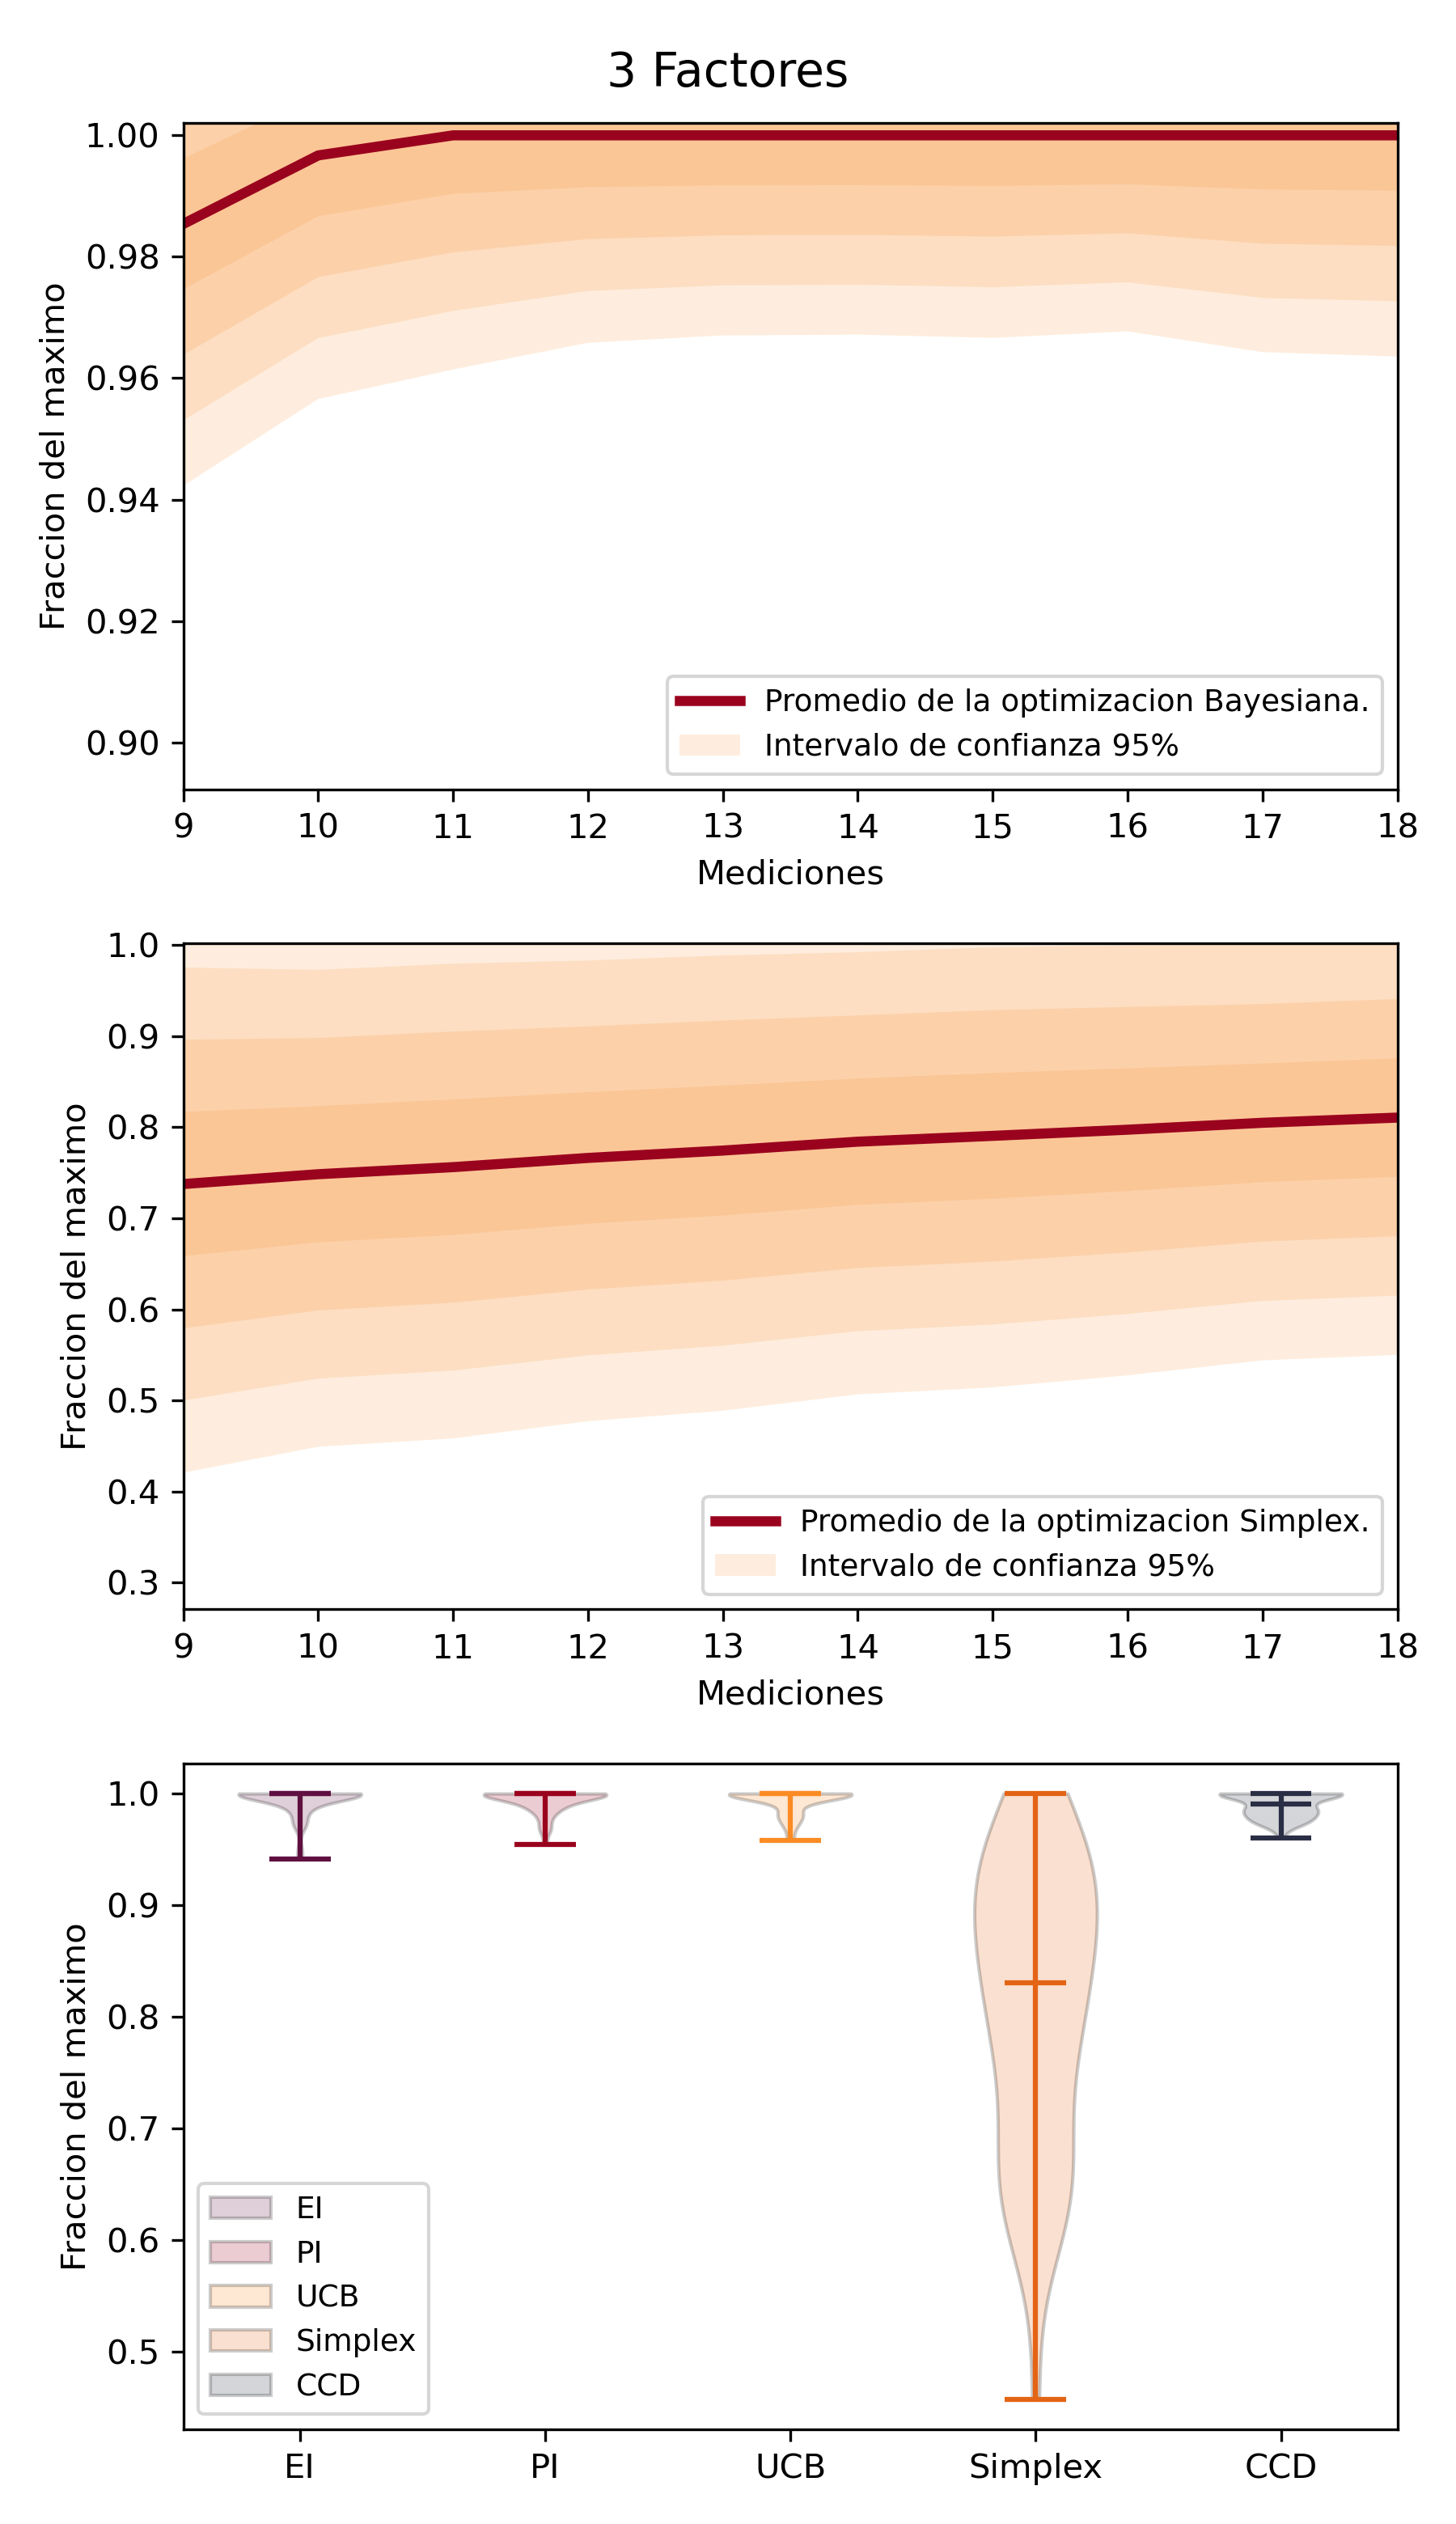 3 Factores
1.00
0.98
0.96
0.94
0.92
0.90
Fraccion del maximo
Promedio de la optimizacion Bayesiana.
Intervalo de confianza 95%
9 10 11 12 13 14 15 16 17 18
Mediciones
1.0
0.9
0.8
0.7
0.6
0.5
0.4
0.3
Fraccion del maximo
Promedio de la optimizacion Simplex.
Intervalo de confianza 95%
9 10 11 12 13 14 15 16 17 18
Mediciones
1.0
0.9
0.8
0.7
0.6
0.5
Fraccion del maximo
EI
PI
UCB
Simplex
CCD
EI PI UCB Simplex CCD